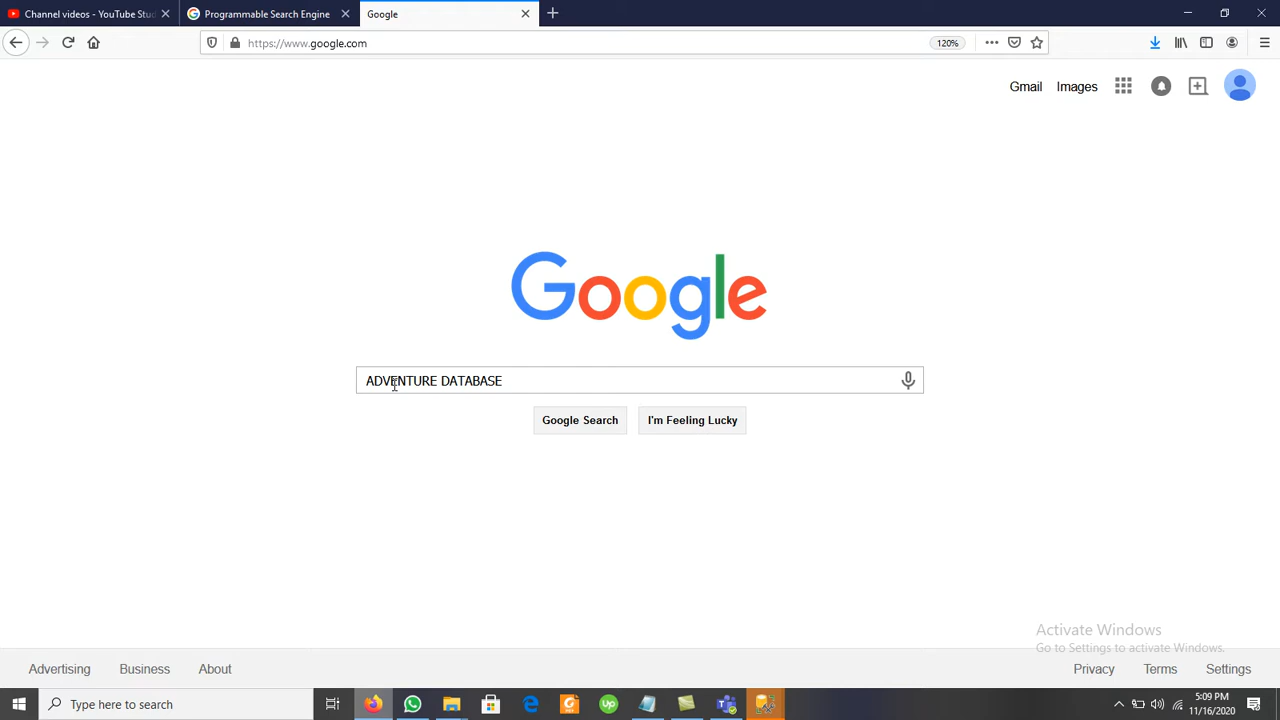 Channel videos - YouTube Stud
Programmable Search Engine
Google
https://www.google.com
120%
Gmail
Images
Google
ADVENTURE DATABASE
Google Search
I'm Feeling Lucky
Activate Windows
Go to Settings to activate Windows.
Advertising
Business
About
Privacy
Terms
Settings
Type here to search
Up
5:09 PM
11/16/2020